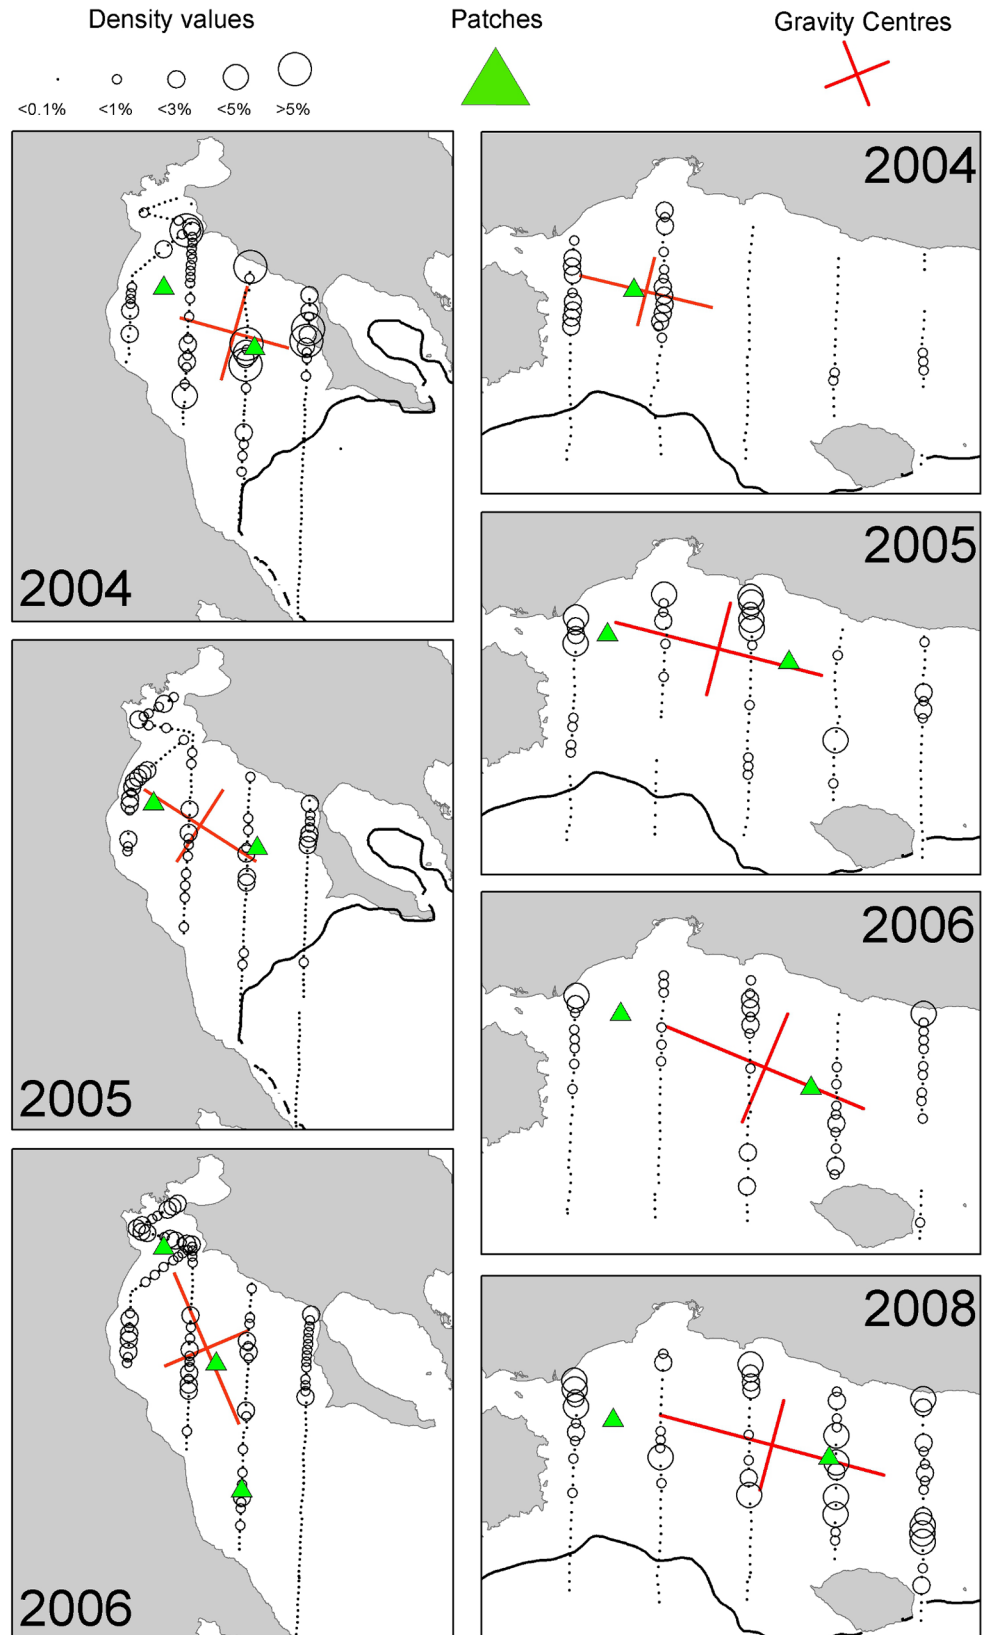 Density values
Patches
Gravity Centres
<0.1% <1% <3% <5% >5%
2004
2004
2005
2005
2006
2006
2008